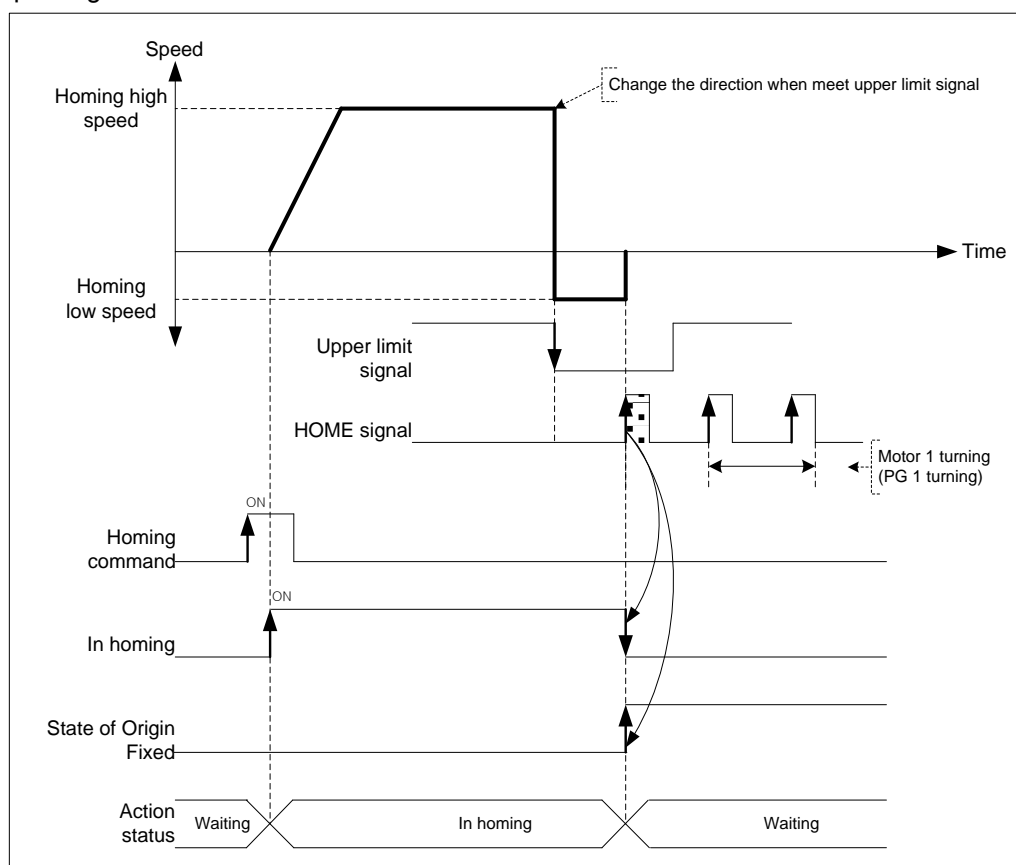 Speed
Homing high
speed
Change the direction when meet upper limit signal
Time
Homing
low speed
Upper limit
signal
HOME signal
Motor 1 turning
(PG 1 turning)
ON
Homing
command
ON
In homing
State of Origin
Fixed
Action
status
Waiting
In homing
Waiting